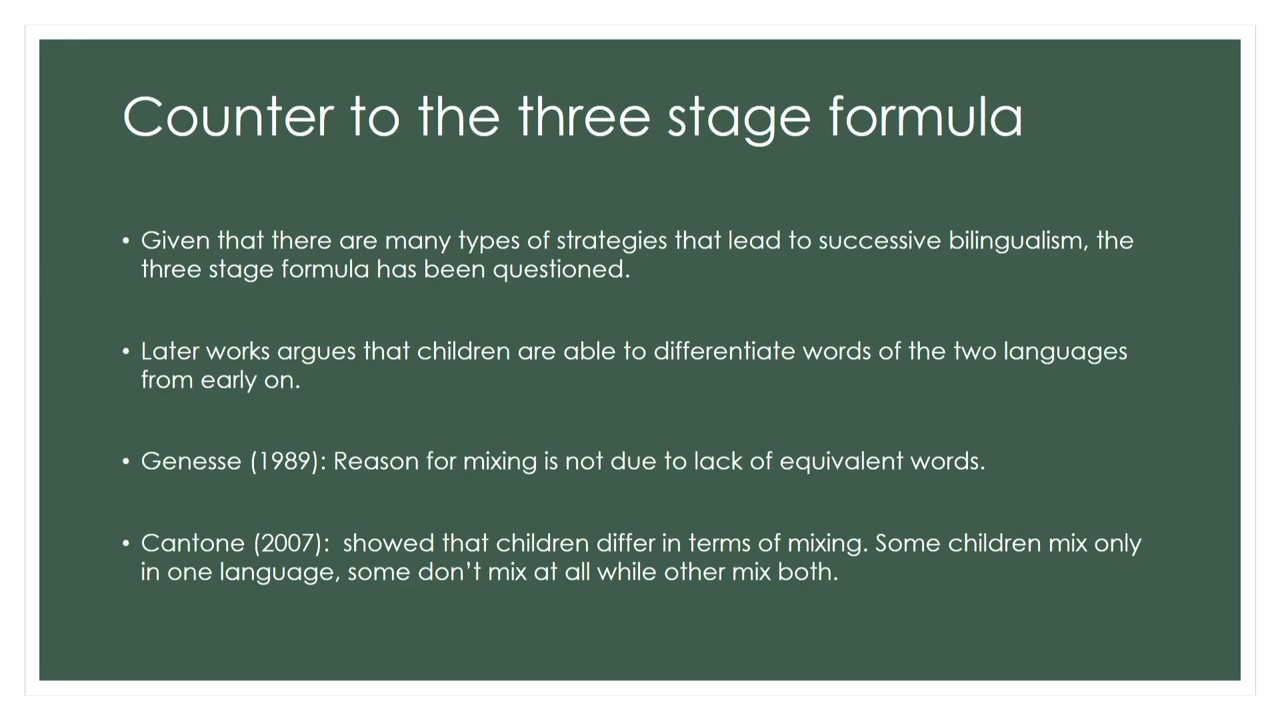 Counter to the three stage formula
• Given that there are many types of strategies that lead to successive bilingualism, the
three stage formula has been questioned.
• Later works argues that children are able to differentiate words of the two languages
from early on.
• Genesse (1989): Reason for mixing is not due to lack of equivalent words.
• Cantone (2007):  showed that children differ in terms of mixing. Some children mix only
in one language, some don’t mix at all while other mix both.